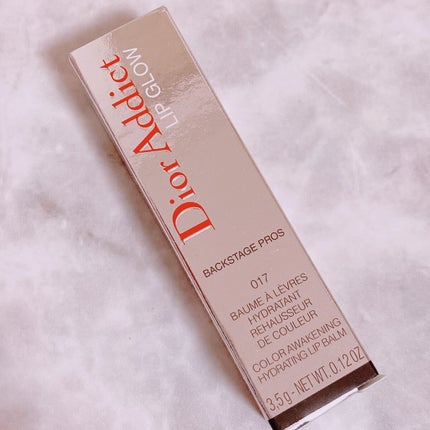 Dior Addict
LIP GLOW
BACKSTAGE PROS
017
BAUME À LÈVRES
HYDRATANT
REHAUSSEUR
DE COULEUR
COLOR AWAKENING
HYDRATING LIP BALM
3,5g - NET WT. 0.12 OZ